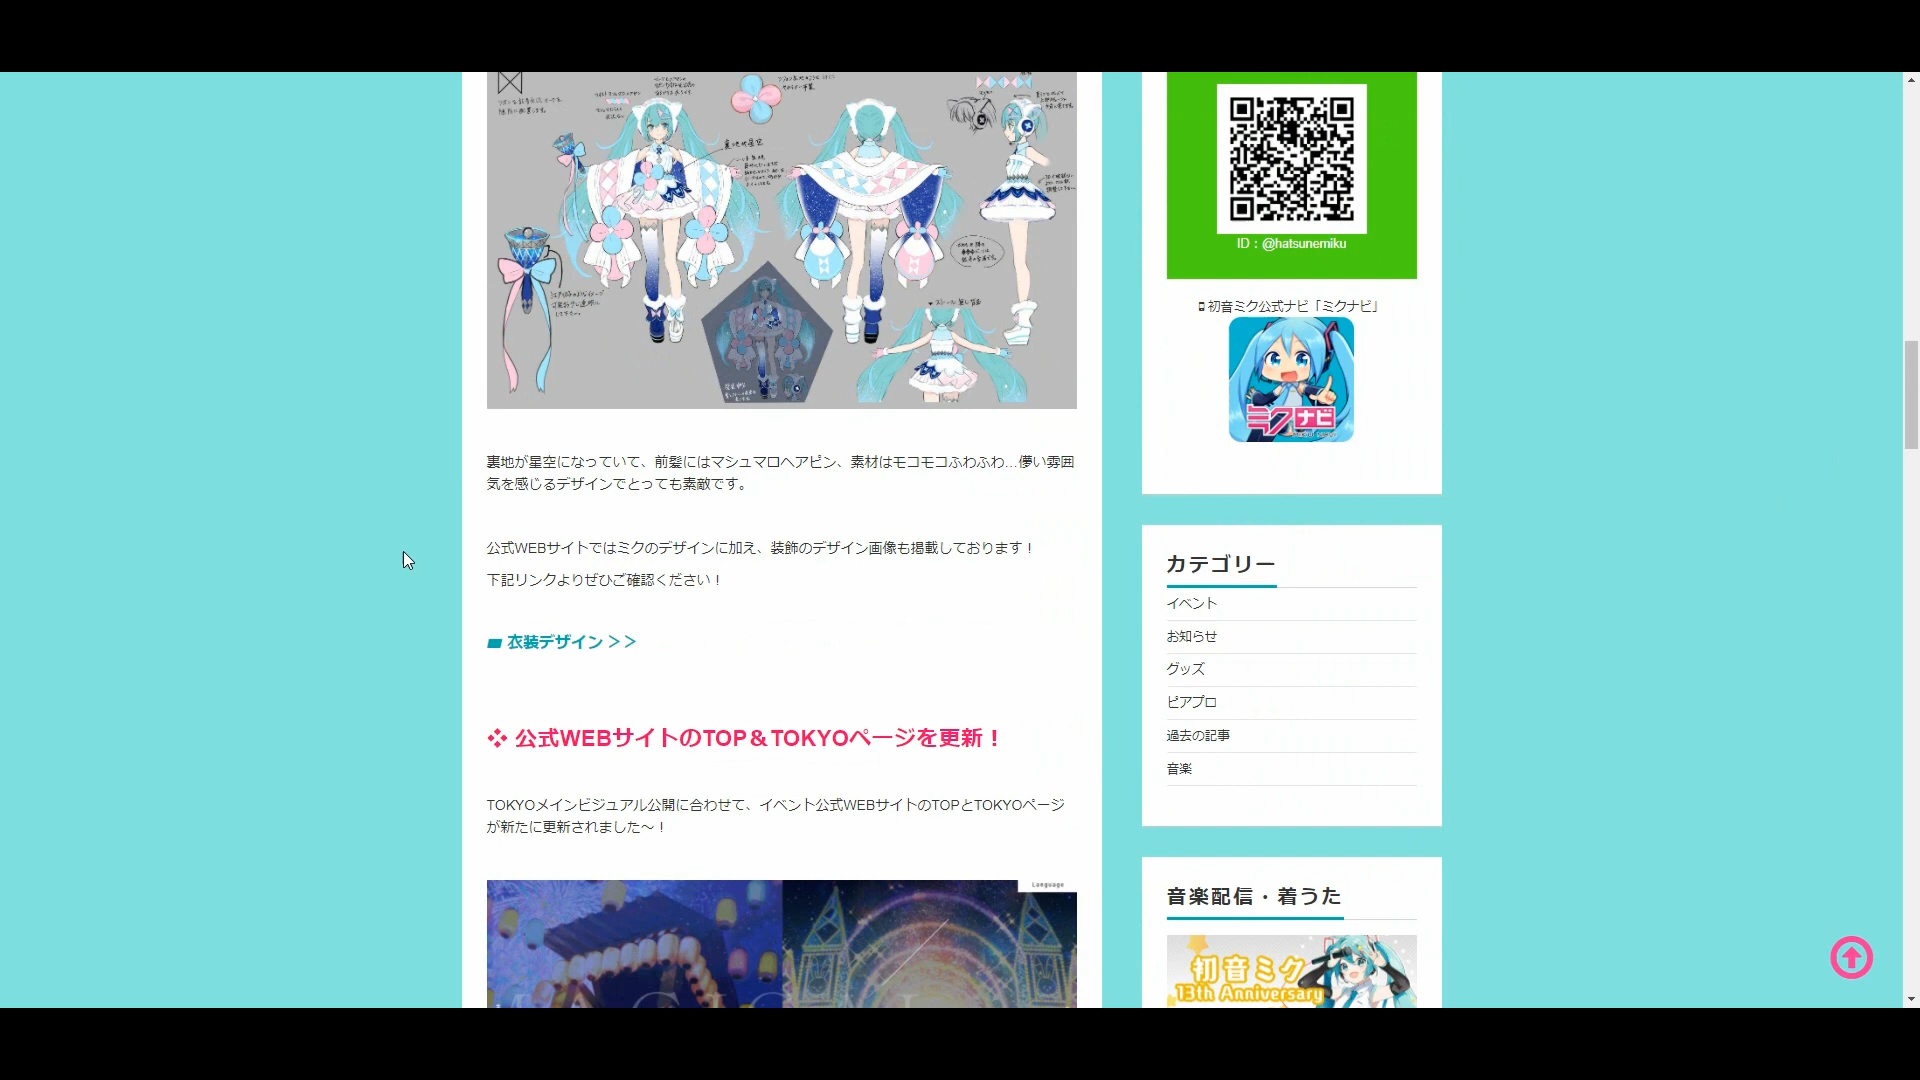 裏地が星空になっていて、前髪にはマシュマロヘアピン、素材はモコモコふわふわ…儚い雰囲
気を感じるデザインでとっても素敵です。
公式WEBサイトではミクのデザインに加え、装飾のデザイン画像も掲載しております！
下記リンクよりぜひご確認ください！
衣装デザイン >>
公式WEBサイトのTOP＆TOKYOページを更新！
TOKYOメインビジュアル公開に合わせて、イベント公式WEBサイトのTOPとTOKYOページ
が新たに更新されました～！
Language
ID：@hatsunemiku
初音ミク公式ナビ「ミクナビ」
ミクナビ
カテゴリー
イベント
お知らせ
グッズ
ピアプロ
過去の記事
音楽
音楽配信・着うた
初音ミク
13th Anniversary